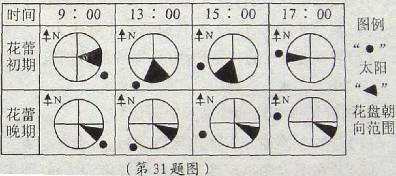 时间 9：00 13：00 15：00 17：00
图例
“●”
太阳
“◀”
花盘朝
向范围
花蕾
初期
N N N N
花蕾
晚期
N N N N
（第31题图）